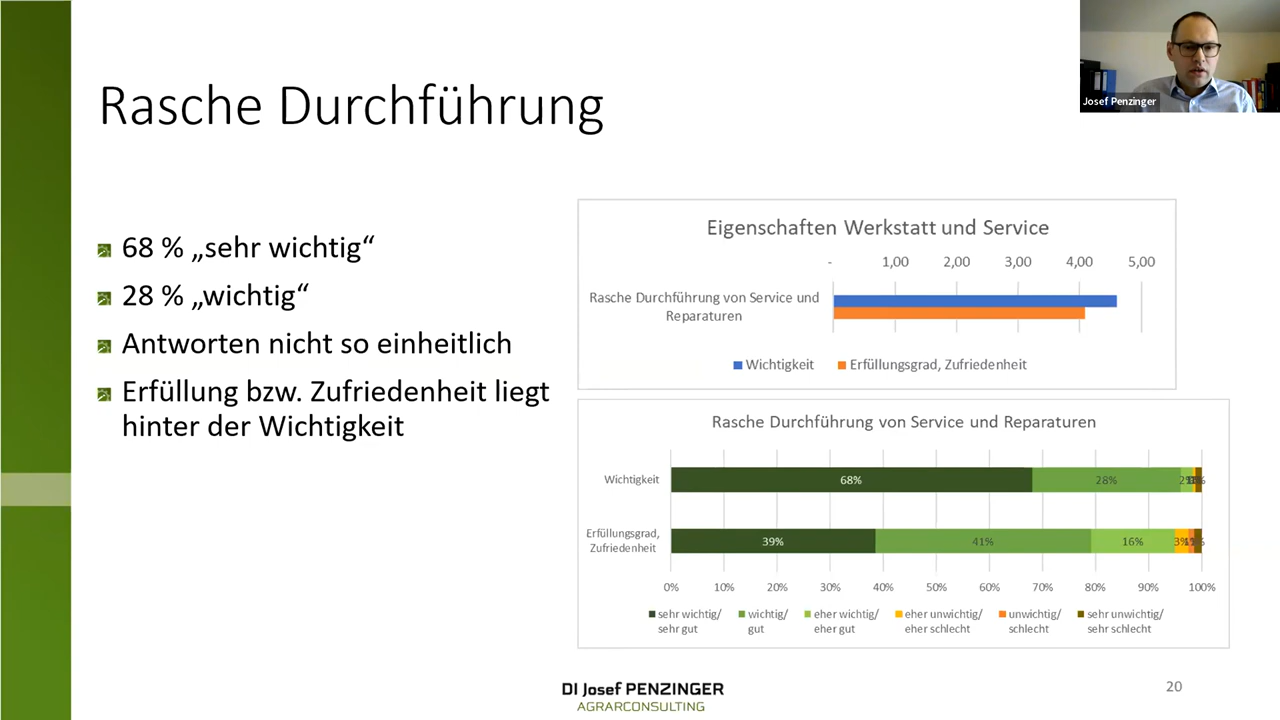 Josef Penzinger
Rasche Durchführung
68 % „sehr wichtig“
28 % „wichtig“
Antworten nicht so einheitlich
Erfüllung bzw. Zufriedenheit liegt
hinter der Wichtigkeit
Eigenschaften Werkstatt und Service
- 1,00 2,00 3,00 4,00 5,00
Rasche Durchführung von Service und
Reparaturen
Wichtigkeit Erfüllungsgrad, Zufriedenheit
Rasche Durchführung von Service und Reparaturen
Wichtigkeit 68% 28%
Erfüllungsgrad,
Zufriedenheit
39% 41% 16% 3%
0% 10% 20% 30% 40% 50% 60% 70% 80% 90% 100%
sehr wichtig/
sehr gut
wichtig/
gut
eher wichtig/
eher gut
eher unwichtig/
eher schlecht
unwichtig/
schlecht
sehr unwichtig/
sehr schlecht
DI Josef PENZINGER
AGRARCONSULTING
20